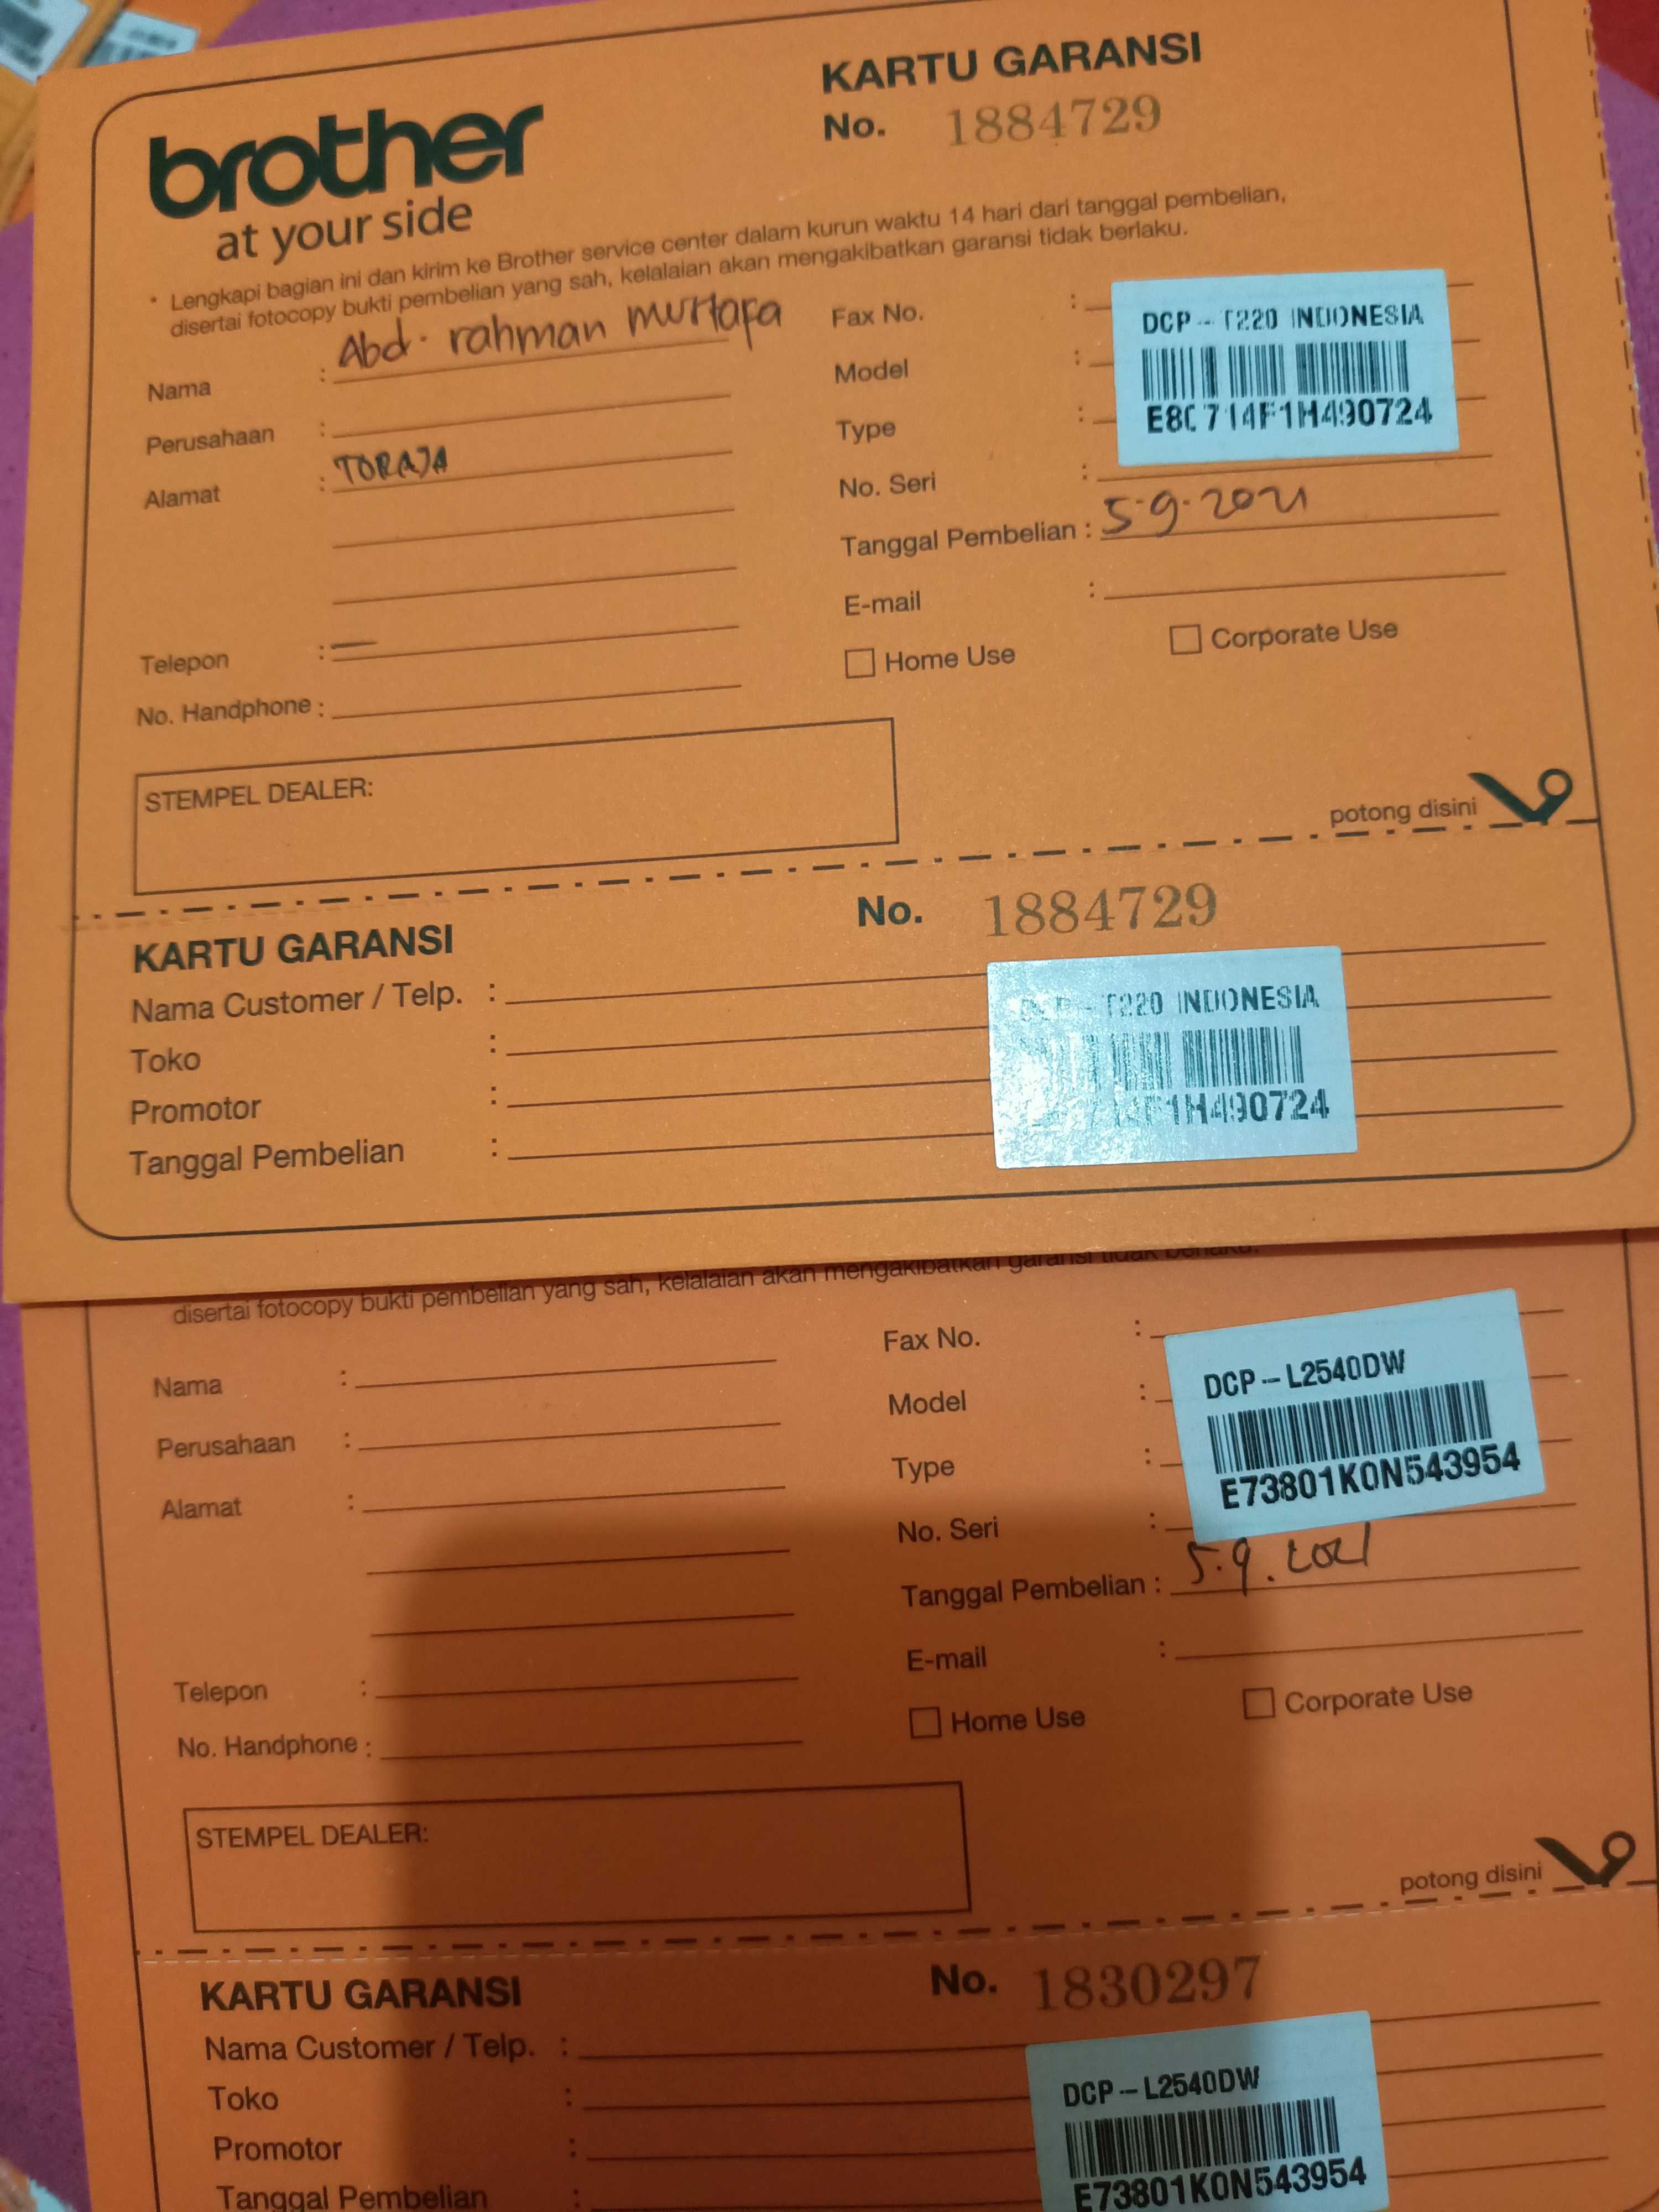 KARTU GARANSI
No. 1884729
brother
at your side
* Lengkapi bagian ini dan kirim ke Brother service center dalam kurun waktu 14 hari dari tanggal pembelian,
disertai fotocopy bukti pembelian yang sah, kelalaian akan mengakibatkan garansi tidak berlaku.
Nama : Abd. rahman murtafa
Perusahaan :
Alamat : TORAJA
Telepon : —
No. Handphone :
Fax No. :
Model :
Type :
No. Seri :
DCP - T220 INDONESIA
E80714F1H490724
Tanggal Pembelian : 5.9.2021
E-mail :
Home Use
Corporate Use
STEMPEL DEALER:
potong disini
KARTU GARANSI
No. 1884729
Nama Customer / Telp. :
Toko :
Promotor :
Tanggal Pembelian :
T220 INDONESIA
14F1H490724
disertai fotocopy bukti pembelian yang sah, kelalaian akan mengakibatkan garansi tidak berlaku.
Nama :
Perusahaan :
Alamat :
Telepon :
No. Handphone :
Fax No. :
Model :
Type :
No. Seri :
DCP - L2540DW
E73801K0N543954
Tanggal Pembelian : 5.9.2021
E-mail :
Home Use
Corporate Use
STEMPEL DEALER:
potong disini
KARTU GARANSI
No. 1830297
Nama Customer / Telp. :
Toko :
Promotor :
Tanggal Pembelian :
DCP - L2540DW
E73801K0N543954